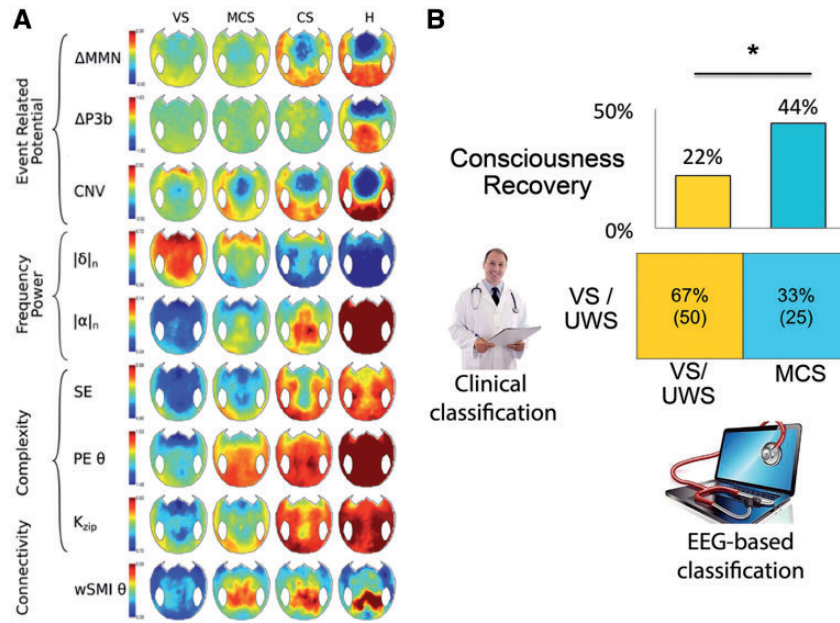 A
VS MCS CS H
Event Related
Potential
ΔMMN
ΔP3b
CNV
Frequency
Power
|δ|n
|α|n
Complexity
SE
PE θ
Kzip
Connectivity
wSMI θ
B
*
50%
44%
Consciousness
Recovery
22%
0%
VS /
UWS
67%
(50)
33%
(25)
Clinical
classification
VS/
UWS
MCS
EEG-based
classification